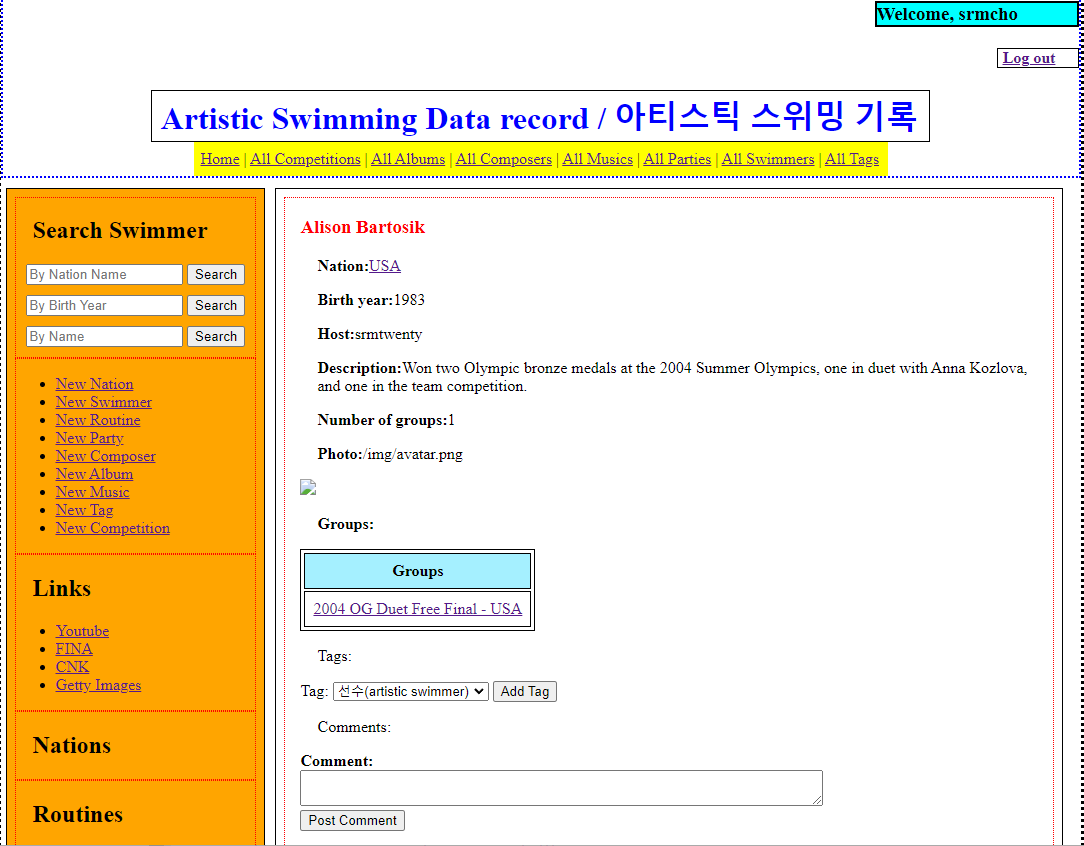 Welcome, srmcho
Log out
Artistic Swimming Data record / 아티스틱 스위밍 기록
Home | All Competitions | All Albums | All Composers | All Musics | All Parties | All Swimmers | All Tags
Search Swimmer
By Nation Name Search
By Birth Year Search
By Name Search
New Nation
New Swimmer
New Routine
New Party
New Composer
New Album
New Music
New Tag
New Competition
Links
Youtube
FINA
CNK
Getty Images
Nations
Routines
Alison Bartosik
Nation:USA
Birth year:1983
Host:srmtwenty
Description:Won two Olympic bronze medals at the 2004 Summer Olympics, one in duet with Anna Kozlova,
and one in the team competition.
Number of groups:1
Photo:/img/avatar.png
Groups:
Groups
2004 OG Duet Free Final - USA
Tags:
Tag: 선수(artistic swimmer) Add Tag
Comments:
Comment:
Post Comment